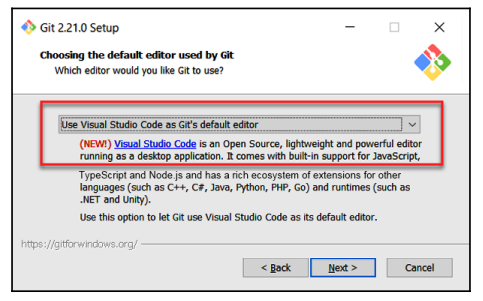 Git 2.21.0 Setup
Choosing the default editor used by Git
Which editor would you like Git to use?
Use Visual Studio Code as Git's default editor
(NEW!) Visual Studio Code is an Open Source, lightweight and powerful editor
running as a desktop application. It comes with built-in support for JavaScript,
TypeScript and Node.js and has a rich ecosystem of extensions for other
languages (such as C++, C#, Java, Python, PHP, Go) and runtimes (such as
.NET and Unity).
Use this option to let Git use Visual Studio Code as its default editor.
https://gitforwindows.org/
< Back Next > Cancel